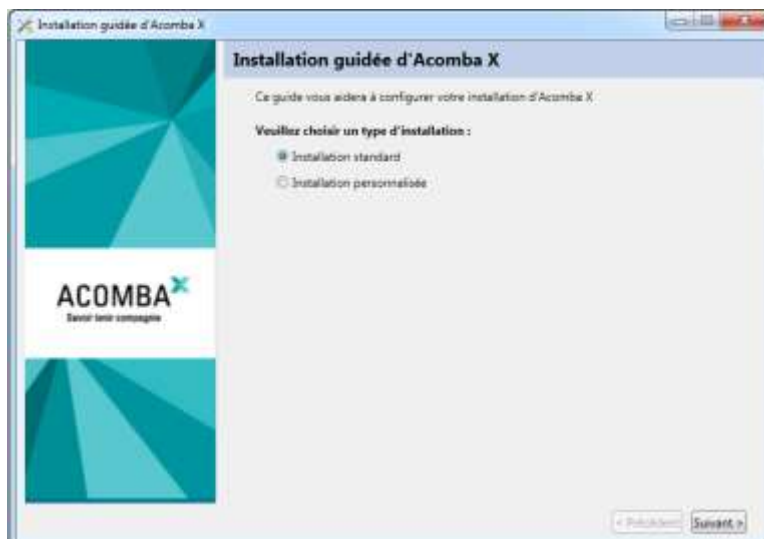 Installation guidée d'Acomba X
Installation guidée d'Acomba X
Ce guide vous aidera à configurer votre installation d'Acomba X
Veuillez choisir un type d'installation :
Installation standard
Installation personnalisée
ACOMBA X
Savoir tenir compagnie
< Précédent
Suivant >